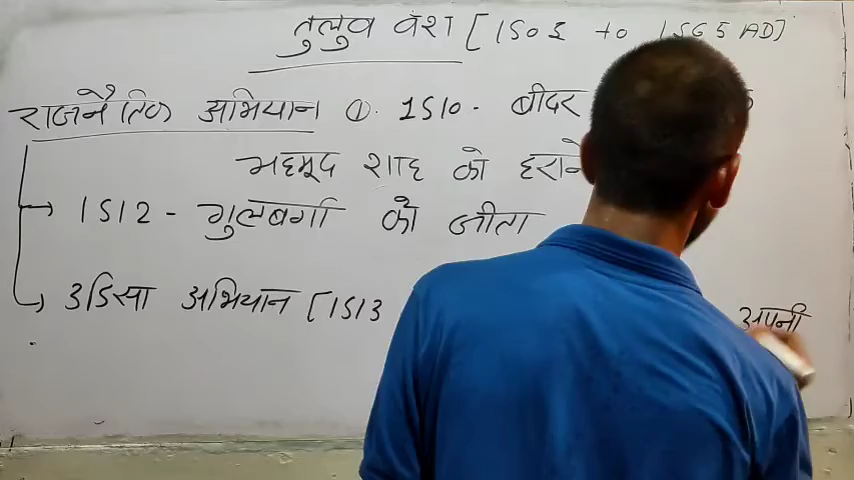 तुलुव वंश [1505 to 1565 AD]
राजनैतिक अभियान ①. 1510 - बीदर
महमूद शाह को हराने
→ 1512 - गुलबर्गा को जीता
→ उडिसा अभियान [1513 अपनी